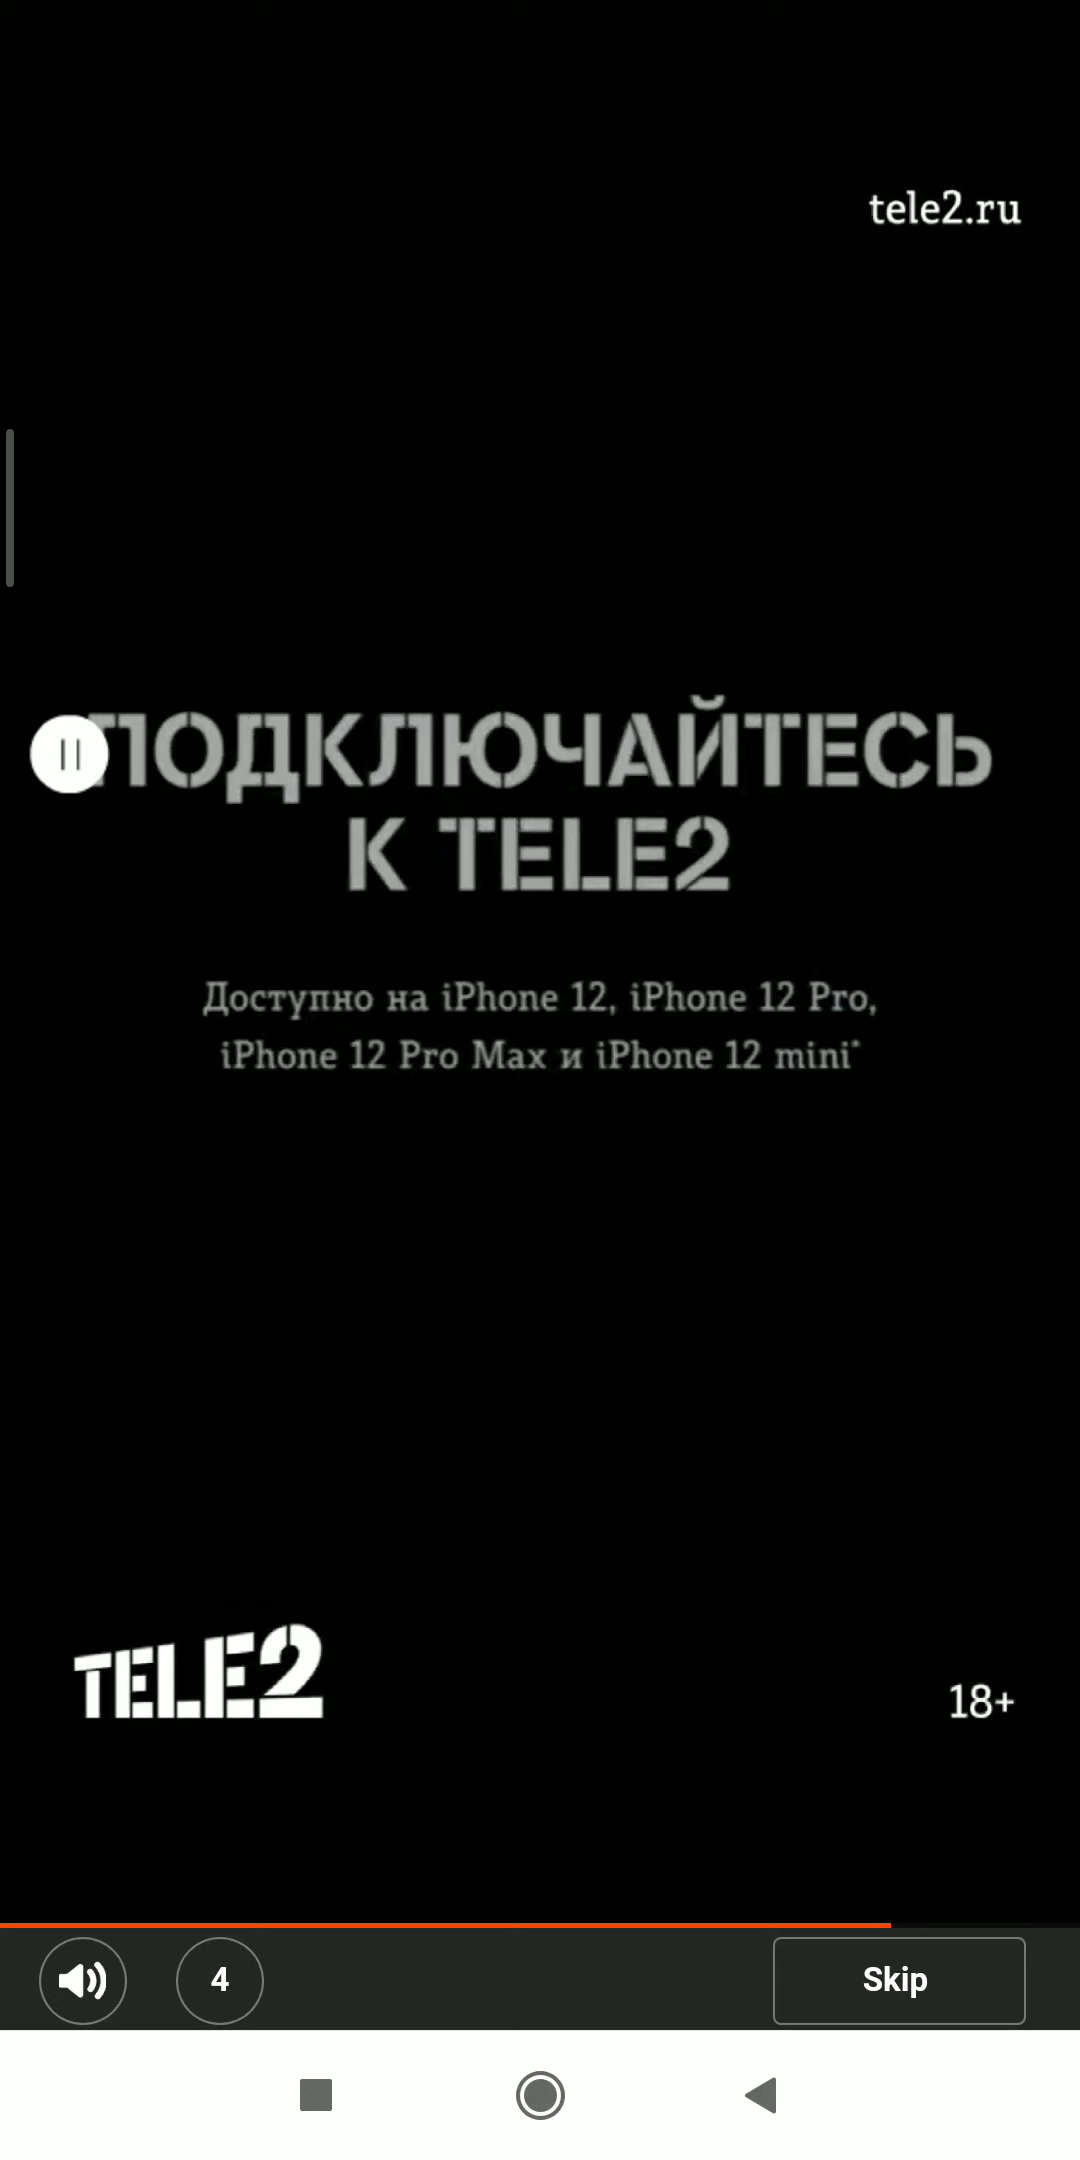 tele2.ru
ПОДКЛЮЧАЙТЕСЬ
К TELE2
Доступно на iPhone 12, iPhone 12 Pro,
iPhone 12 Pro Max и iPhone 12 mini*
TELE2
18+
4
Skip